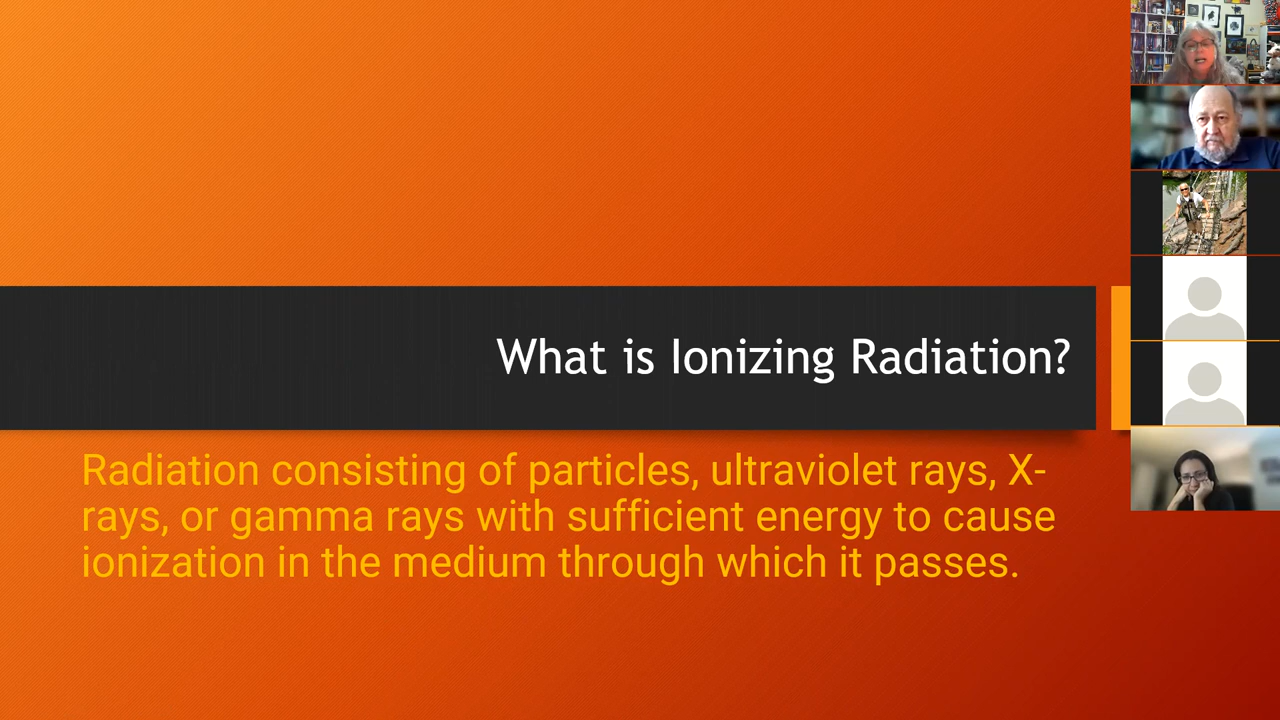 What is Ionizing Radiation?
Radiation consisting of particles, ultraviolet rays, X-
rays, or gamma rays with sufficient energy to cause
ionization in the medium through which it passes.